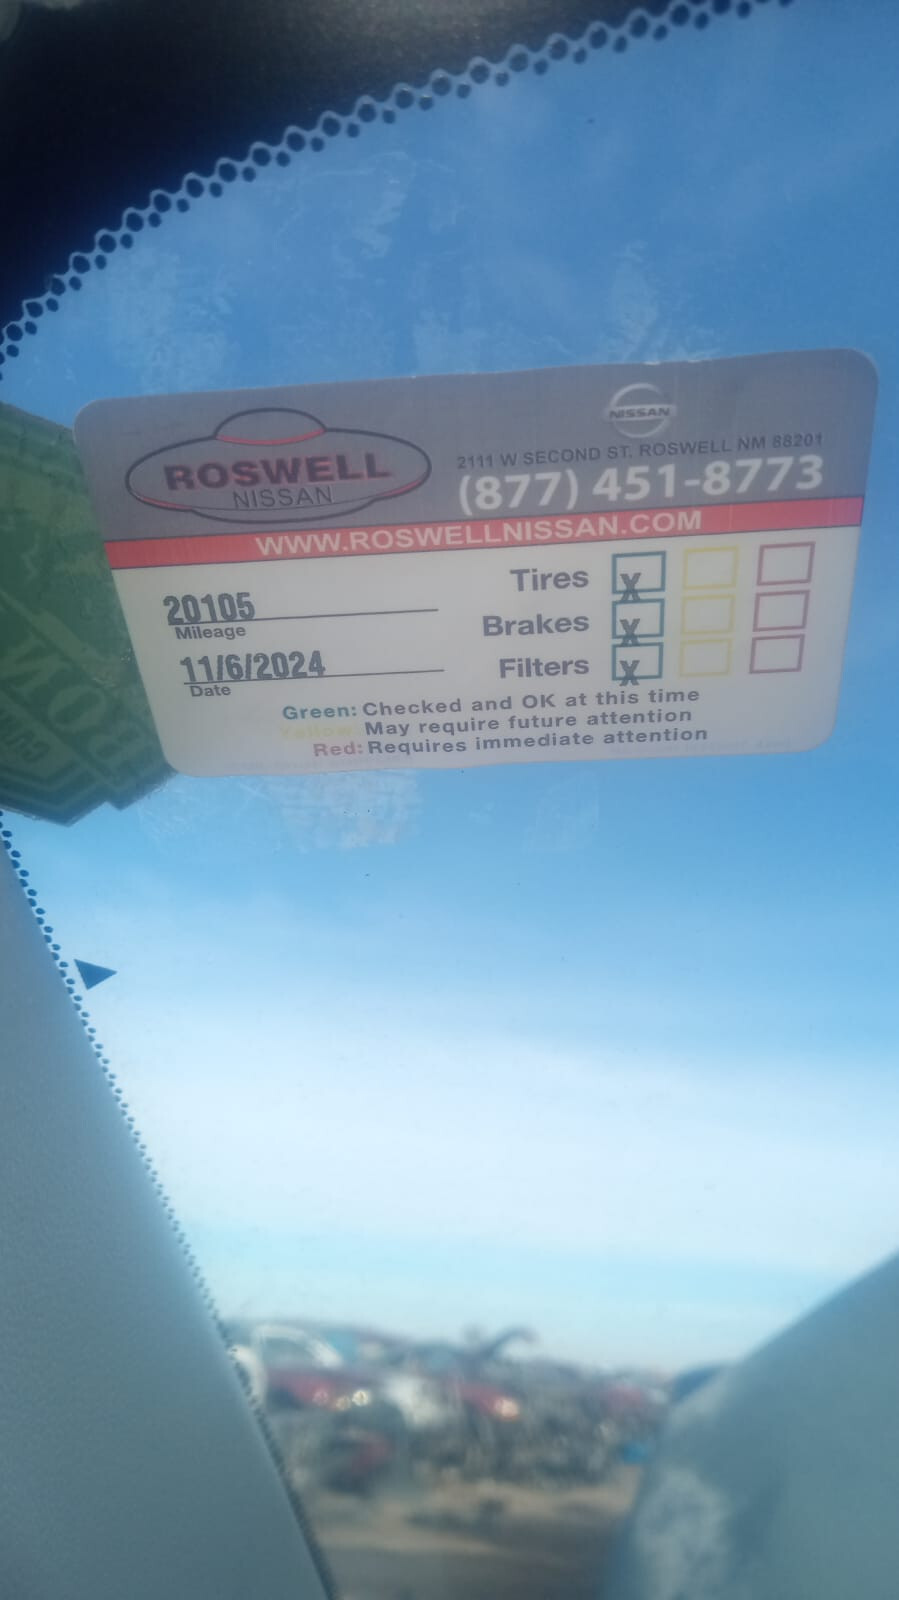 ROSWELL
NISSAN
NISSAN
2111 W SECOND ST. ROSWELL NM 88201
(877) 451-8773
WWW.ROSWELLNISSAN.COM
20105
Mileage
11/6/2024
Date
Tires X
Brakes X
Filters X
Green: Checked and OK at this time
Yellow: May require future attention
Red: Requires immediate attention